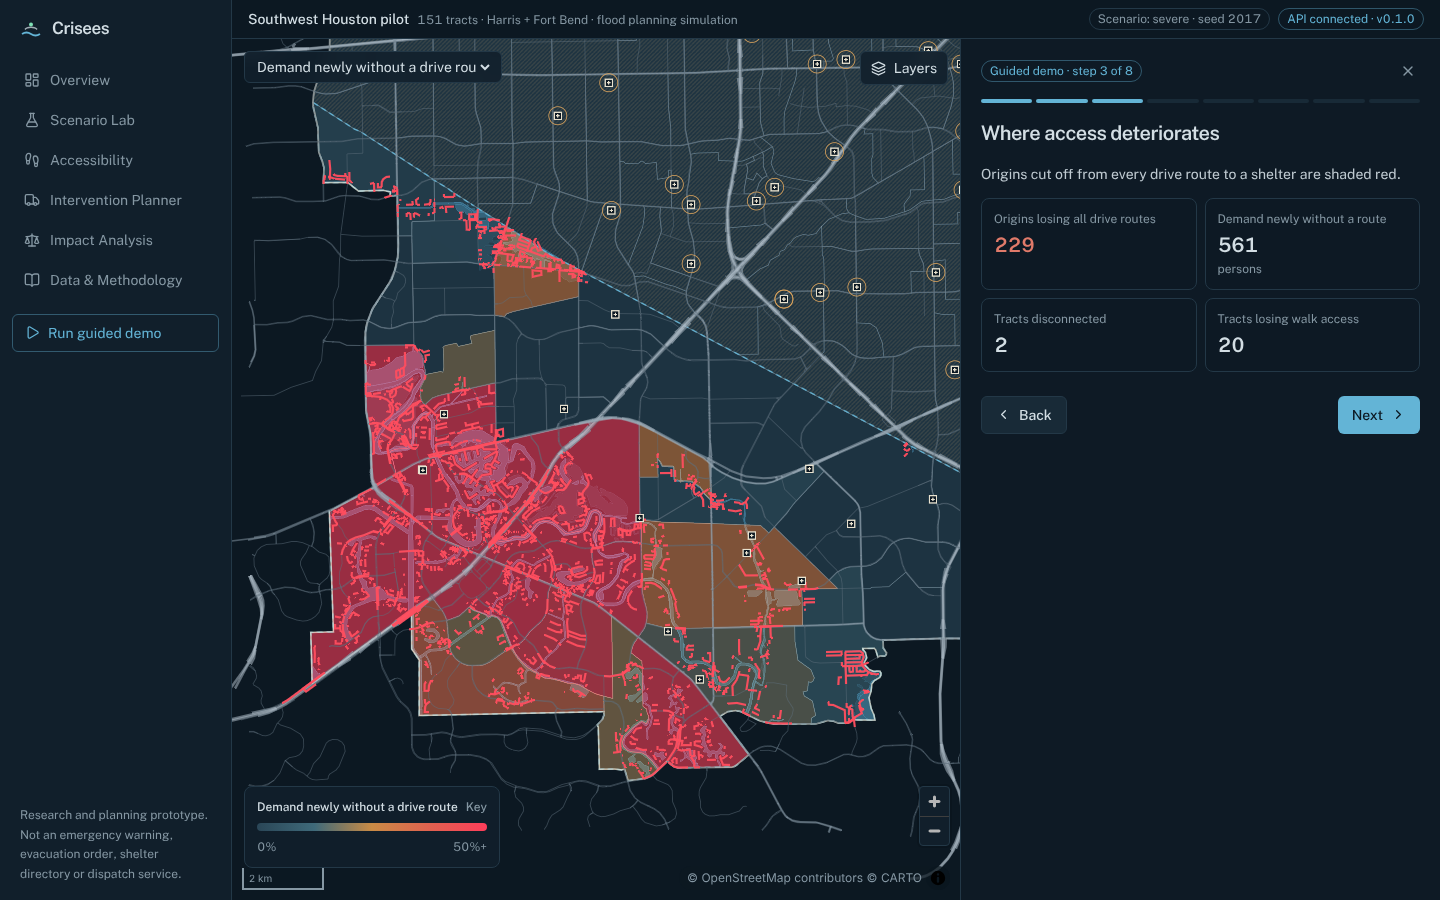 Crisees
Overview
Scenario Lab
Accessibility
Intervention Planner
Impact Analysis
Data & Methodology
Run guided demo
Research and planning prototype.
Not an emergency warning,
evacuation order, shelter
directory or dispatch service.
Southwest Houston pilot
151 tracts · Harris + Fort Bend · flood planning simulation
Scenario: severe · seed 2017
API connected · v0.1.0
Demand newly without a drive rou
Layers
Demand newly without a drive route
Key
0%
50%+
2 km
© OpenStreetMap contributors © CARTO
Guided demo · step 3 of 8
Where access deteriorates
Origins cut off from every drive route to a shelter are shaded red.
Origins losing all drive routes
229
Demand newly without a route
561
persons
Tracts disconnected
2
Tracts losing walk access
20
Back
Next